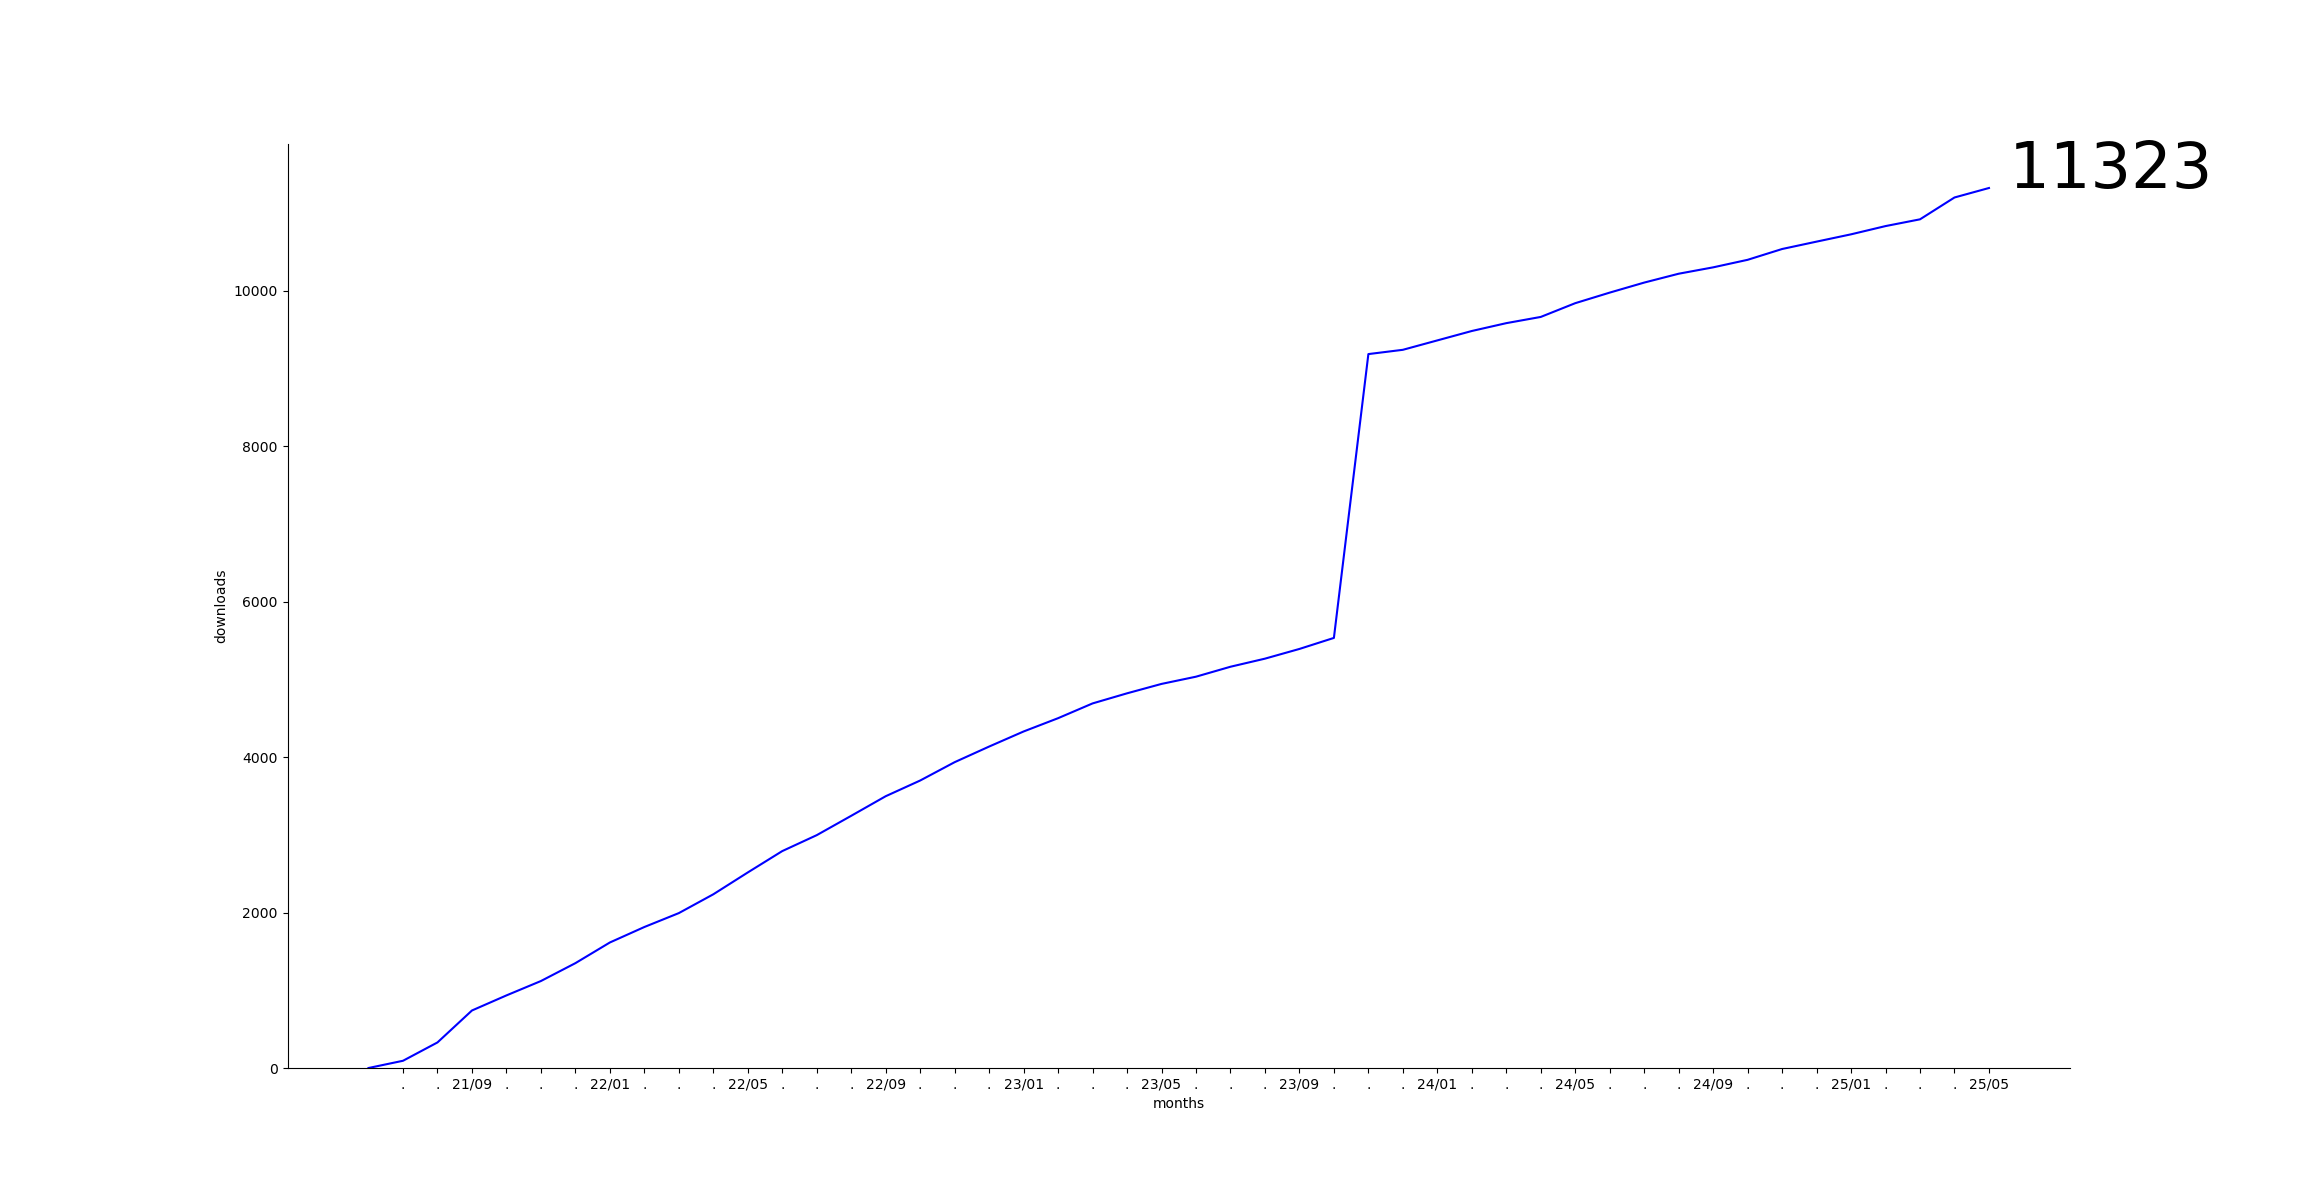 11323
10000
8000
6000
4000
2000
0
downloads
. . 21/09 . . . 22/01 . . . 22/05 . . . 22/09 . . . 23/01 . . . 23/05 . . . 23/09 . . . 24/01 . . . 24/05 . . . 24/09 . . . 25/01 . . . 25/05
months